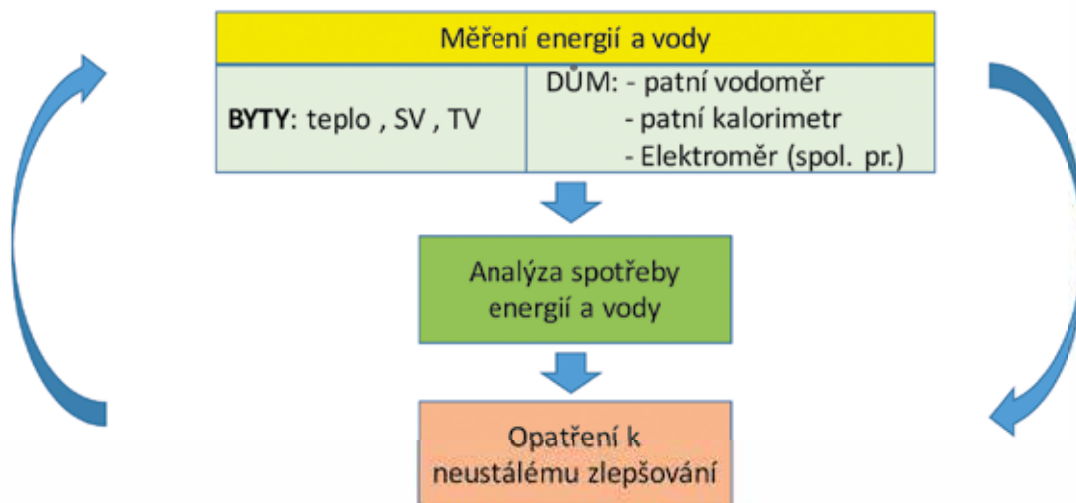 Měření energií a vody
BYTY: teplo , SV , TV
DŮM: - patní vodoměr
- patní kalorimetr
- Elektroměr (spol. pr.)
Analýza spotřeby
energií a vody
Opatření k
neustálému zlepšování